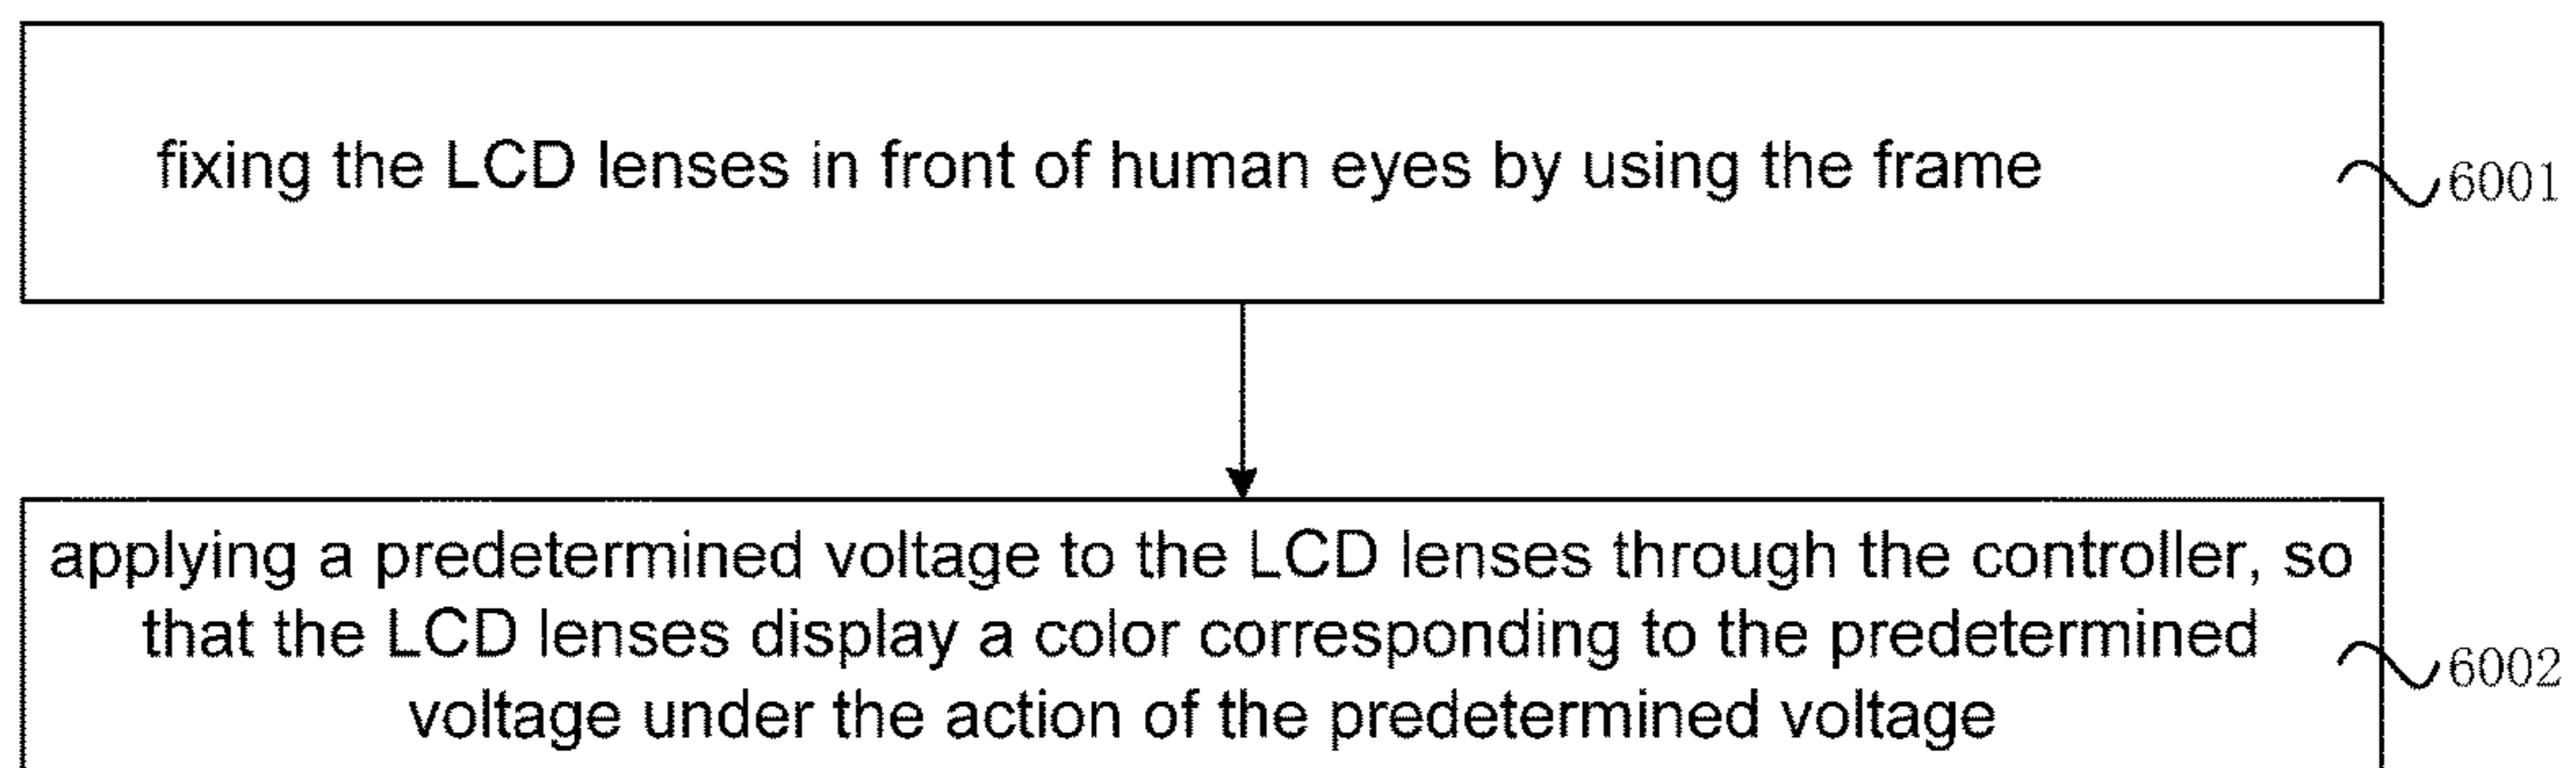 fixing the LCD lenses in front of human eyes by using the frame
6001
applying a predetermined voltage to the LCD lenses through the controller, so
that the LCD lenses display a color corresponding to the predetermined
voltage under the action of the predetermined voltage
6002